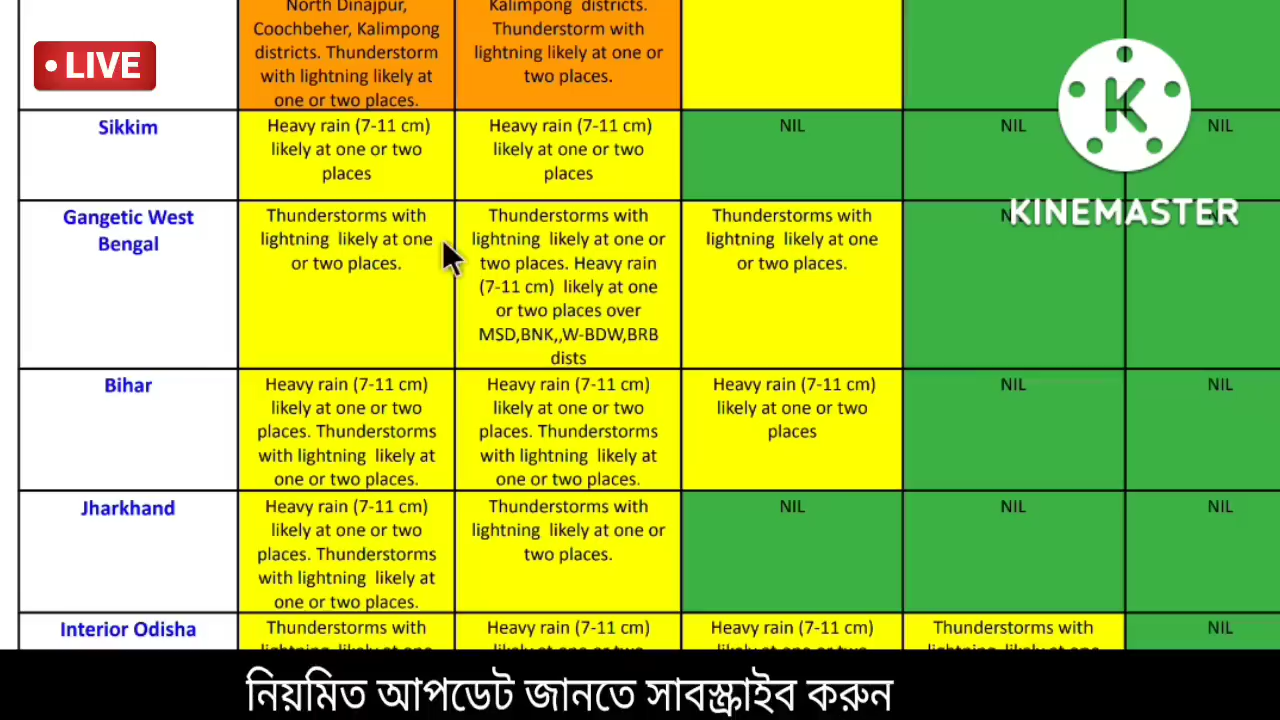 North Dinajpur,
Coochbeher, Kalimpong
districts. Thunderstorm
with lightning likely at
one or two places.
Kalimpong districts.
Thunderstorm with
lightning likely at one or
two places.
• LIVE
K
KINEMASTER
Sikkim
Heavy rain (7-11 cm)
likely at one or two
places
Heavy rain (7-11 cm)
likely at one or two
places
NIL
NIL
NIL
Gangetic West
Bengal
Thunderstorms with
lightning likely at one
or two places.
Thunderstorms with
lightning likely at one or
two places. Heavy rain
(7-11 cm) likely at one
or two places over
MSD,BNK,,W-BDW,BRB
dists
Thunderstorms with
lightning likely at one
or two places.
Bihar
Heavy rain (7-11 cm)
likely at one or two
places. Thunderstorms
with lightning likely at
one or two places.
Heavy rain (7-11 cm)
likely at one or two
places. Thunderstorms
with lightning likely at
one or two places.
Heavy rain (7-11 cm)
likely at one or two
places
NIL
NIL
Jharkhand
Heavy rain (7-11 cm)
likely at one or two
places. Thunderstorms
with lightning likely at
one or two places.
Thunderstorms with
lightning likely at one or
two places.
NIL
NIL
NIL
Interior Odisha
Thunderstorms with
Heavy rain (7-11 cm)
Heavy rain (7-11 cm)
Thunderstorms with
NIL
নিয়মিত আপডেট জানতে সাবস্ক্রাইব করুন